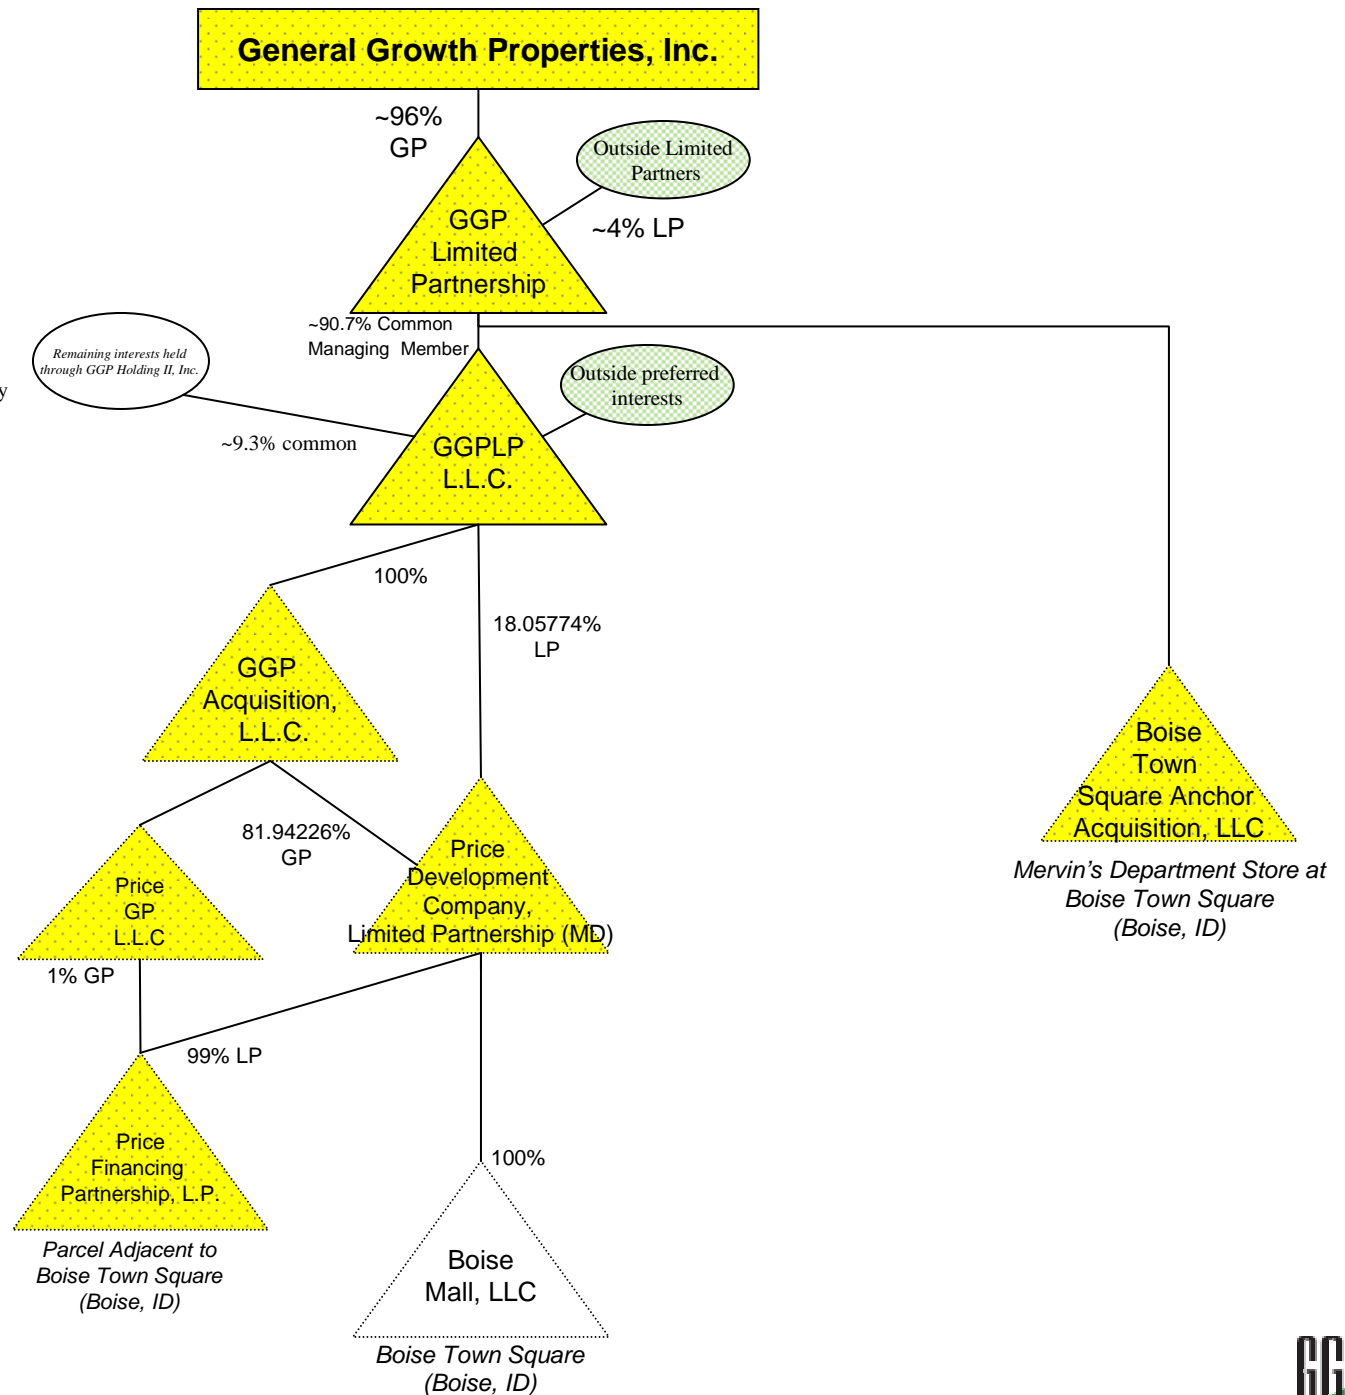 General Growth Properties, Inc.
~96%
GP
Outside Limited
Partners
GGP
Limited
Partnership
~4% LP
~90.7% Common
Managing Member
Remaining interests held
through GGP Holding II, Inc.
y
~9.3% common
Outside preferred
interests
GGPLP
L.L.C.
100%
18.05774%
LP
GGP
Acquisition,
L.L.C.
Boise
Town
Square Anchor
Acquisition, LLC
Mervin's Department Store at
Boise Town Square
(Boise, ID)
81.94226%
GP
Price
Development
Company,
Limited Partnership (MD)
Price
GP
L.L.C
1% GP
99% LP
Price
Financing
Partnership, L.P.
Parcel Adjacent to
Boise Town Square
(Boise, ID)
100%
Boise
Mall, LLC
Boise Town Square
(Boise, ID)
GG